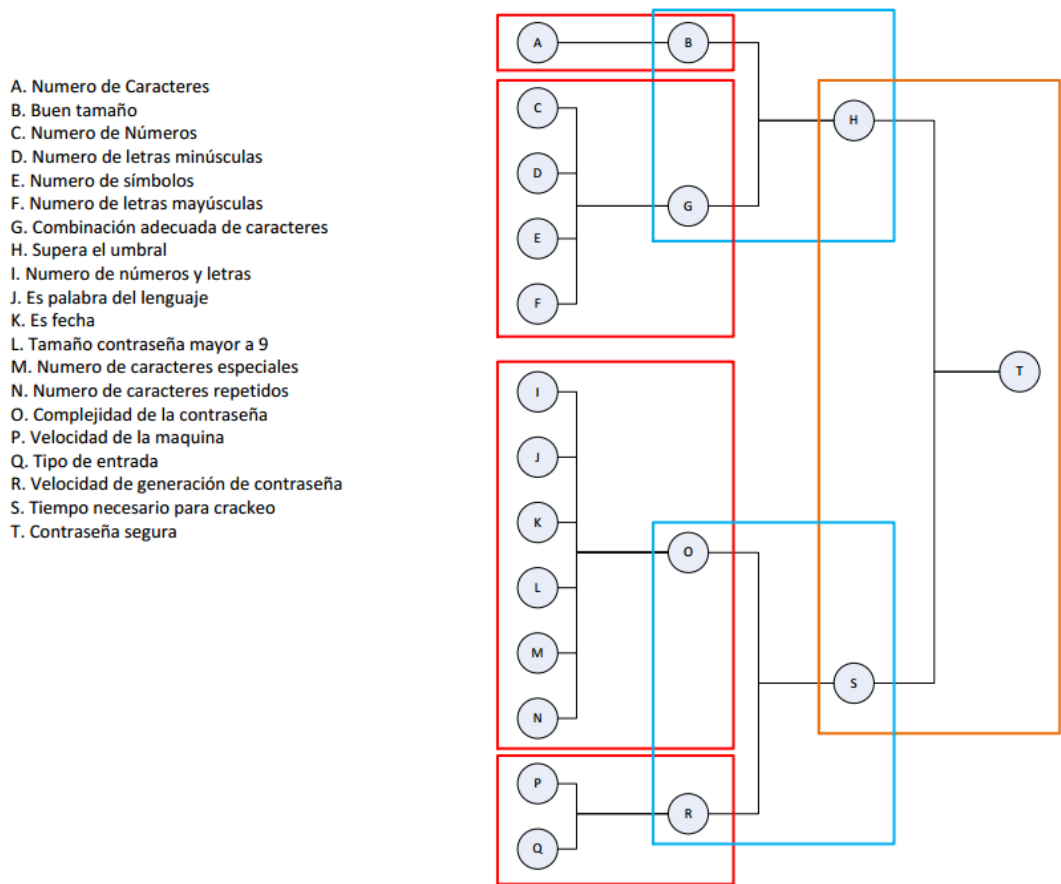 A. Numero de Caracteres
B. Buen tamaño
C. Numero de Números
D. Numero de letras minúsculas
E. Numero de símbolos
F. Numero de letras mayúsculas
G. Combinación adecuada de caracteres
H. Supera el umbral
I. Numero de números y letras
J. Es palabra del lenguaje
K. Es fecha
L. Tamaño contraseña mayor a 9
M. Numero de caracteres especiales
N. Numero de caracteres repetidos
O. Complejidad de la contraseña
P. Velocidad de la maquina
Q. Tipo de entrada
R. Velocidad de generación de contraseña
S. Tiempo necesario para crackeo
T. Contraseña segura
A
B
C
H
D
G
E
F
T
I
J
K
O
L
M
S
N
P
R
Q